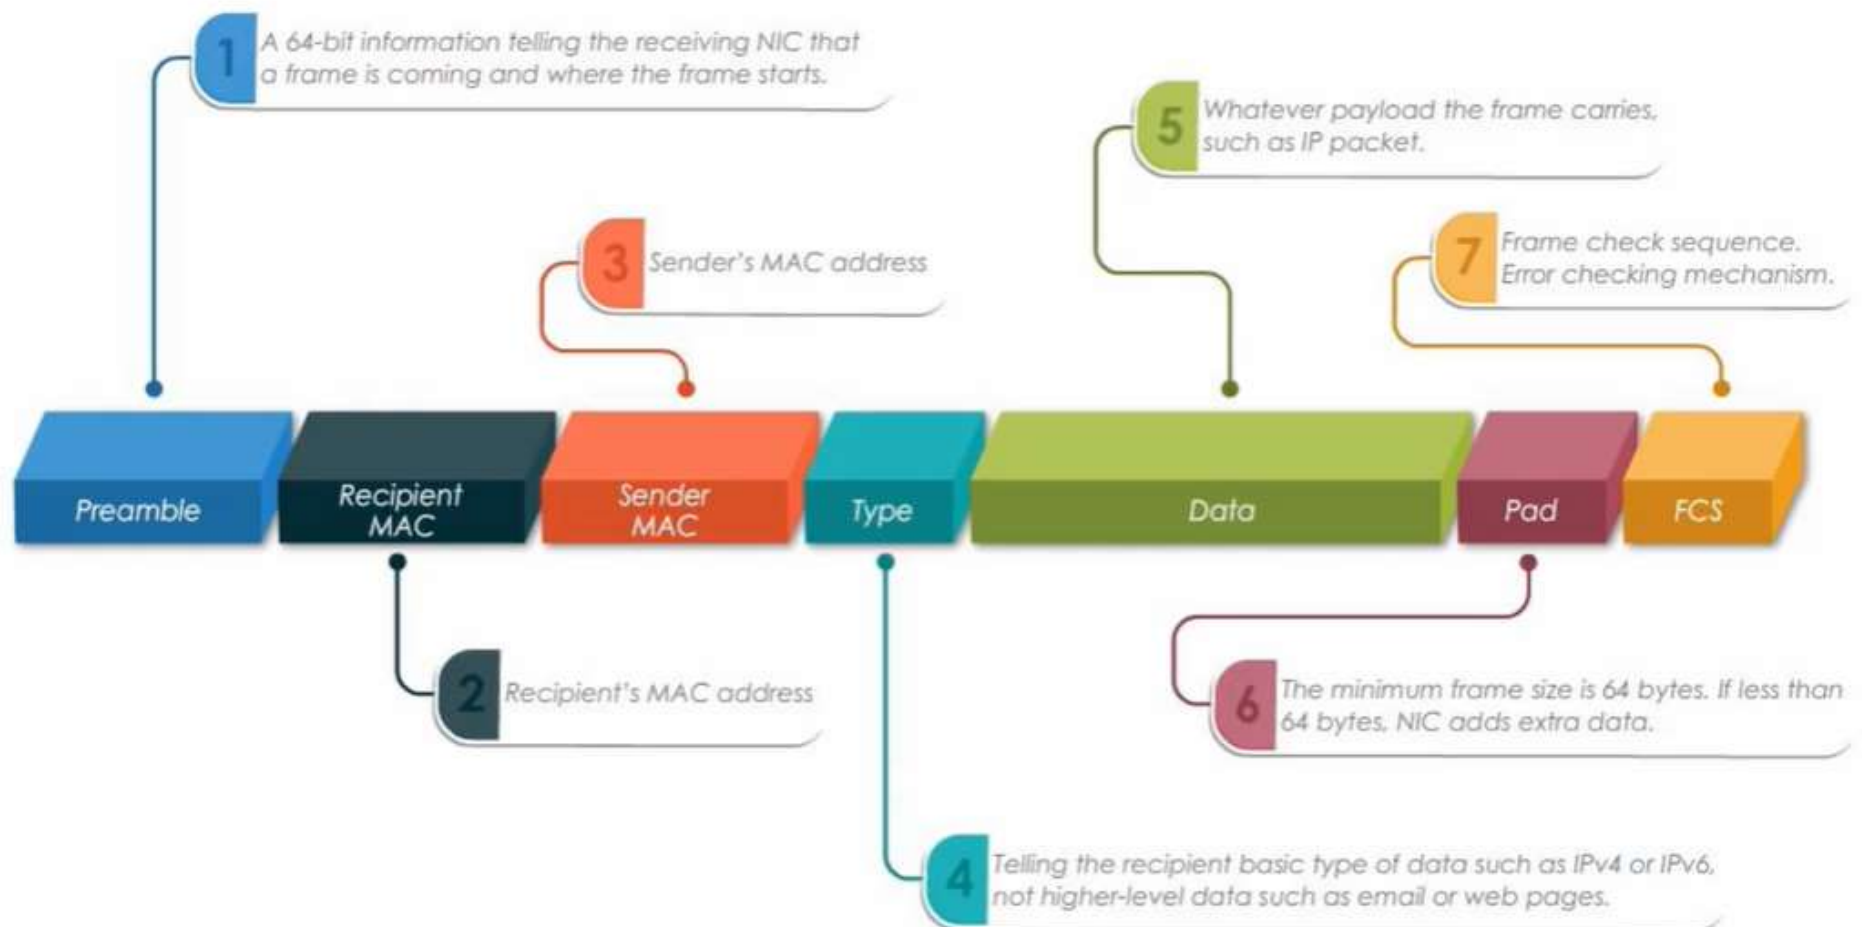 1
A 64-bit information telling the receiving NIC that
a frame is coming and where the frame starts.
5
Whatever payload the frame carries,
such as IP packet.
3
Sender's MAC address
7
Frame check sequence.
Error checking mechanism.
Preamble
Recipient
MAC
Sender
MAC
Type
Data
Pad
FCS
2
Recipient's MAC address
6
The minimum frame size is 64 bytes. If less than
64 bytes, NIC adds extra data.
4
Telling the recipient basic type of data such as IPv4 or IPv6,
not higher-level data such as email or web pages.